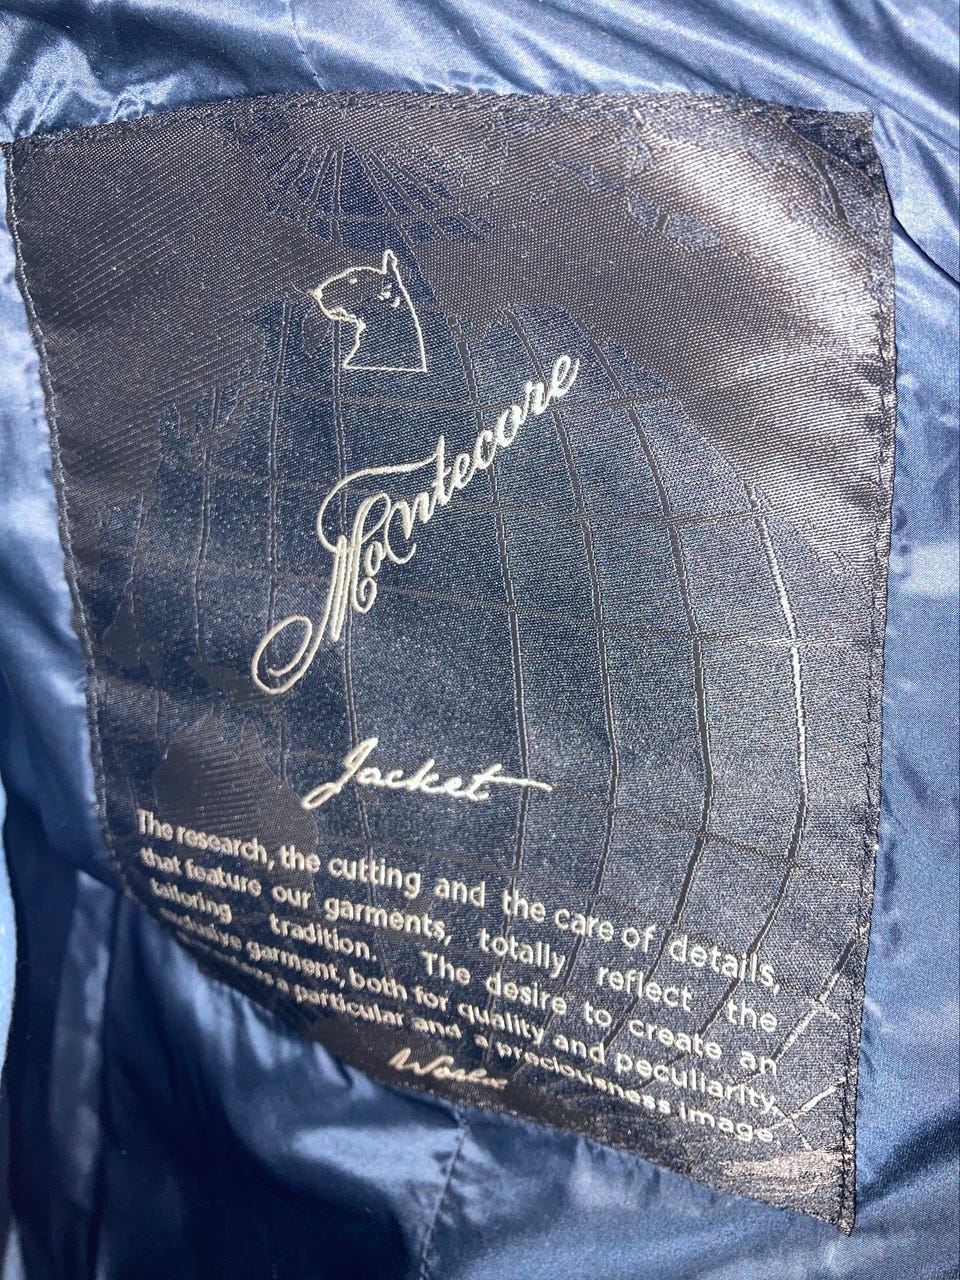 Montecore
Jacket
The research, the cutting and the care of details,
that feature our garments, totally reflect the
tailoring tradition. The desire to create an
exclusive garment, both for quality and peculiarity,
a particular and a preciousness image.